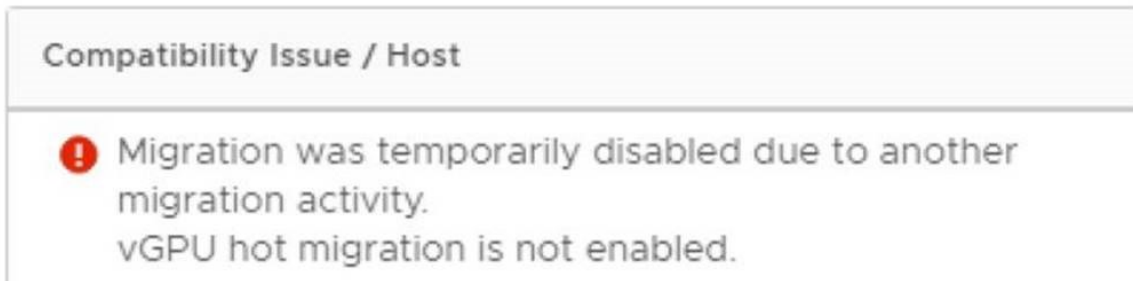 Compatibility Issue / Host
Migration was temporarily disabled due to another
migration activity.
vGPU hot migration is not enabled.